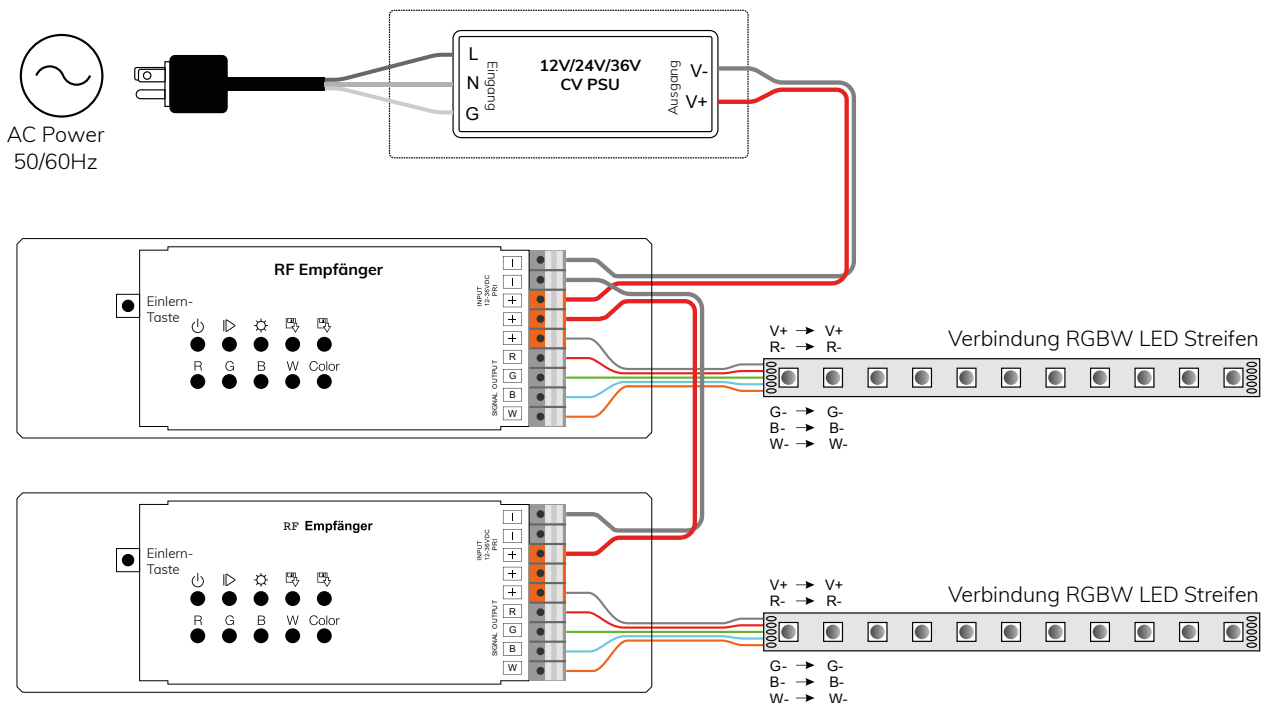 AC Power
50/60Hz
L
N
G
Eingang
12V/24V/36V
CV PSU
Ausgang
V-
V+
RF Empfänger
Einlern-
Taste
R G B W Color
INPUT
12-36VDC
PRI
SIGNAL OUTPUT
R
G
B
W
V+ V+
R- R-
Verbindung RGBW LED Streifen
G- G-
B- B-
W- W-
RF Empfänger
Einlern-
Taste
R G B W Color
INPUT
12-36VDC
PRI
SIGNAL OUTPUT
R
G
B
W
V+ V+
R- R-
Verbindung RGBW LED Streifen
G- G-
B- B-
W- W-